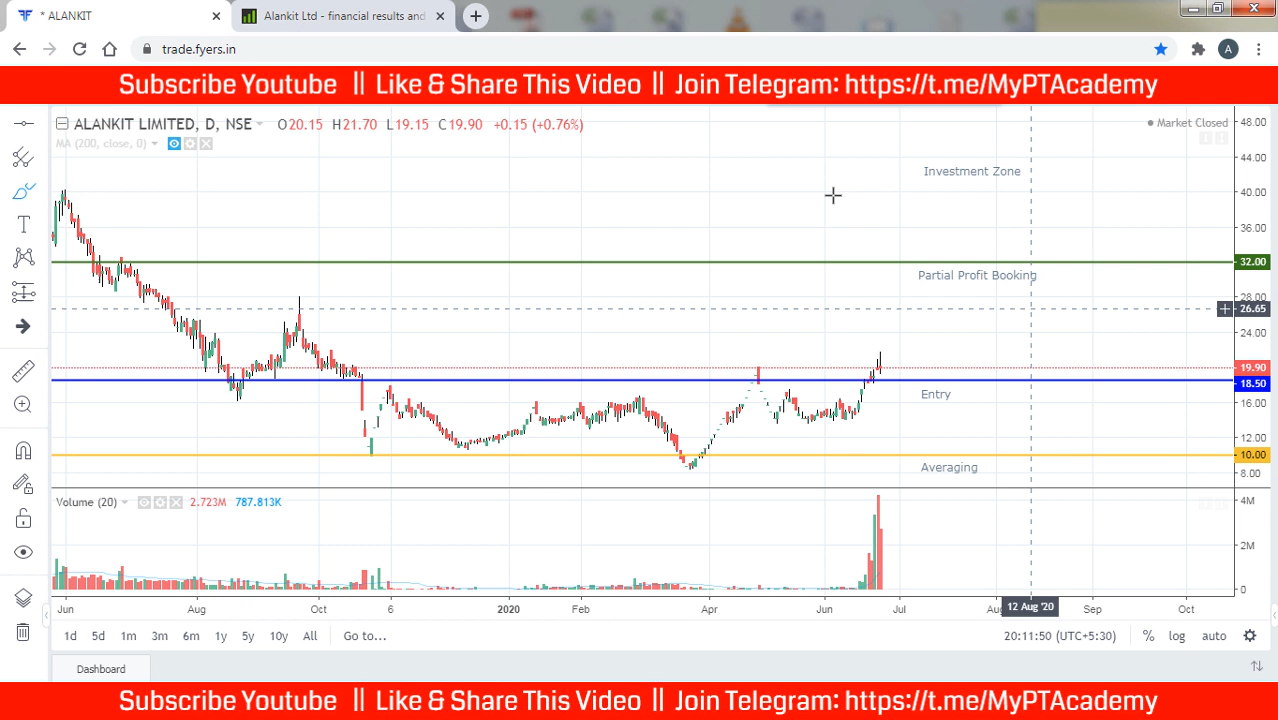 * ALANKIT
Alankit Ltd - financial results and
trade.fyers.in
A
Subscribe Youtube || Like & Share This Video || Join Telegram: https://t.me/MyPTAcademy
ALANKIT LIMITED, D, NSE O20.15 H21.70 L19.15 C19.90 +0.15 (+0.76%)
Market Closed
MA (200, close, 0)
48.00
44.00
40.00
36.00
32.00
28.00
26.65
24.00
19.90
18.50
16.00
12.00
10.00
8.00
Investment Zone
Partial Profit Booking
Entry
Averaging
Volume (20) 2.723M 787.813K
4M
2M
0
Jun Aug Oct 6 2020 Feb Apr Jun Jul Au 12 Aug '20 Sep Oct
1d 5d 1m 3m 6m 1y 5y 10y All Go to... 20:11:50 (UTC+5:30) % log auto
Dashboard
Subscribe Youtube || Like & Share This Video || Join Telegram: https://t.me/MyPTAcademy